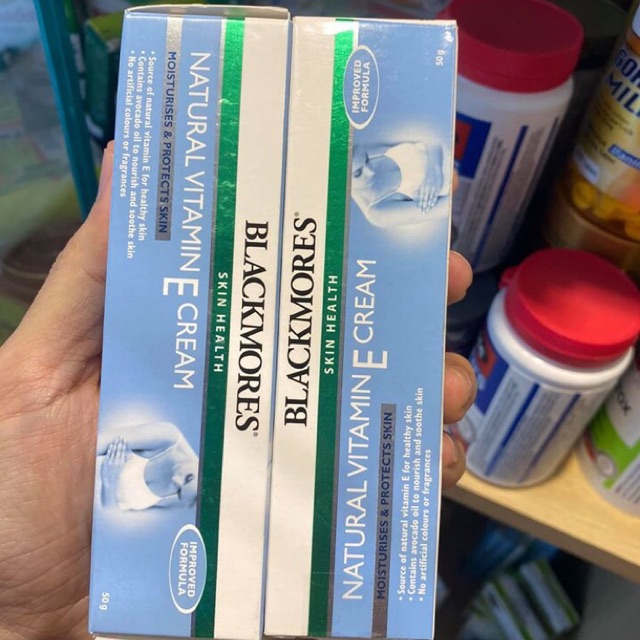 BLACKMORES®
SKIN HEALTH
NATURAL VITAMIN E CREAM
MOISTURISES & PROTECTS SKIN
• Source of natural vitamin E for healthy skin
• Contains avocado oil to nourish and soothe skin
• No artificial colours or fragrances
IMPROVED
FORMULA
50 g
BLACKMORES®
SKIN HEALTH
NATURAL VITAMIN E CREAM
MOISTURISES & PROTECTS SKIN
• Source of natural vitamin E for healthy skin
• Contains avocado oil to nourish and soothe skin
• No artificial colours or fragrances
IMPROVED
FORMULA
50 g